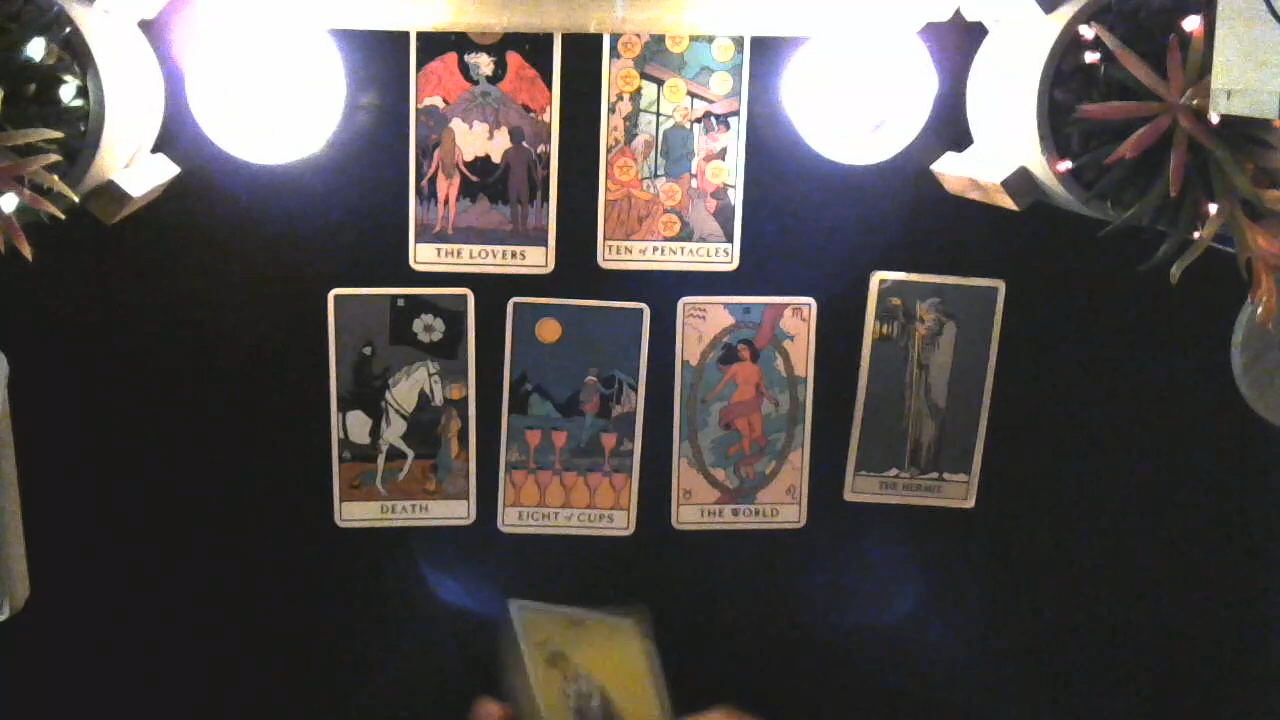 THE LOVERS
TEN of PENTACLES
DEATH
EIGHT of CUPS
THE WORLD
THE HERMIT